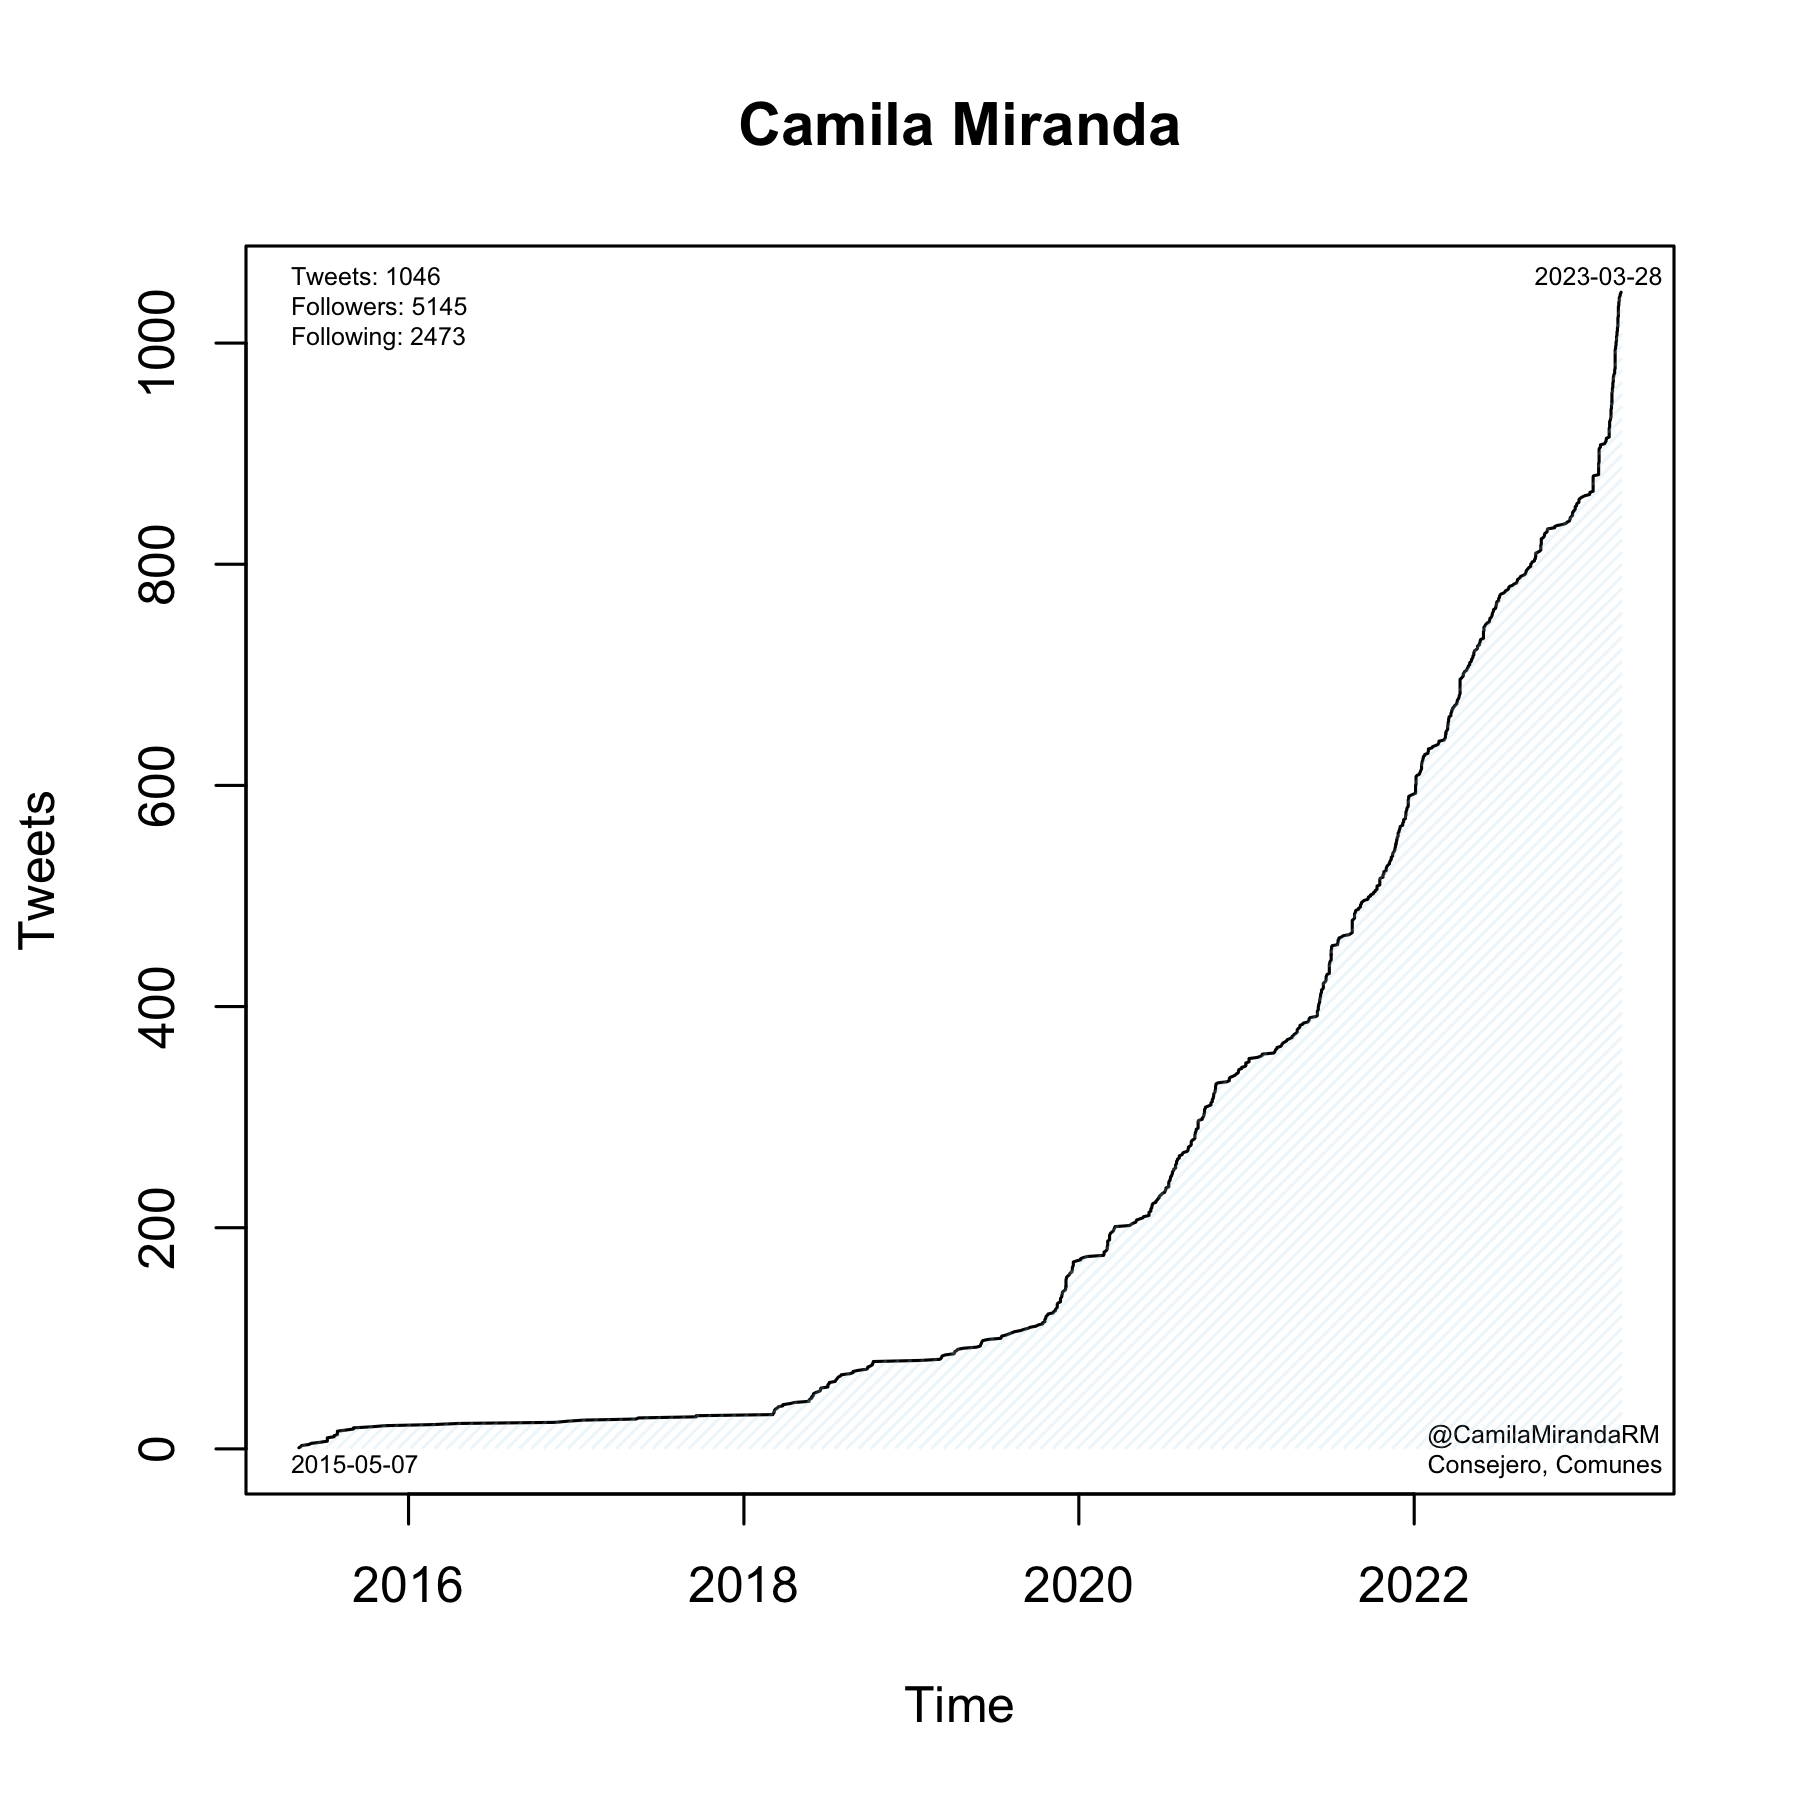 Camila Miranda
Tweets: 1046
Followers: 5145
Following: 2473
2023-03-28
1000
800
600
400
200
0
Tweets
@CamilaMirandaRM
Consejero, Comunes
2015-05-07
2016
2018
2020
2022
Time